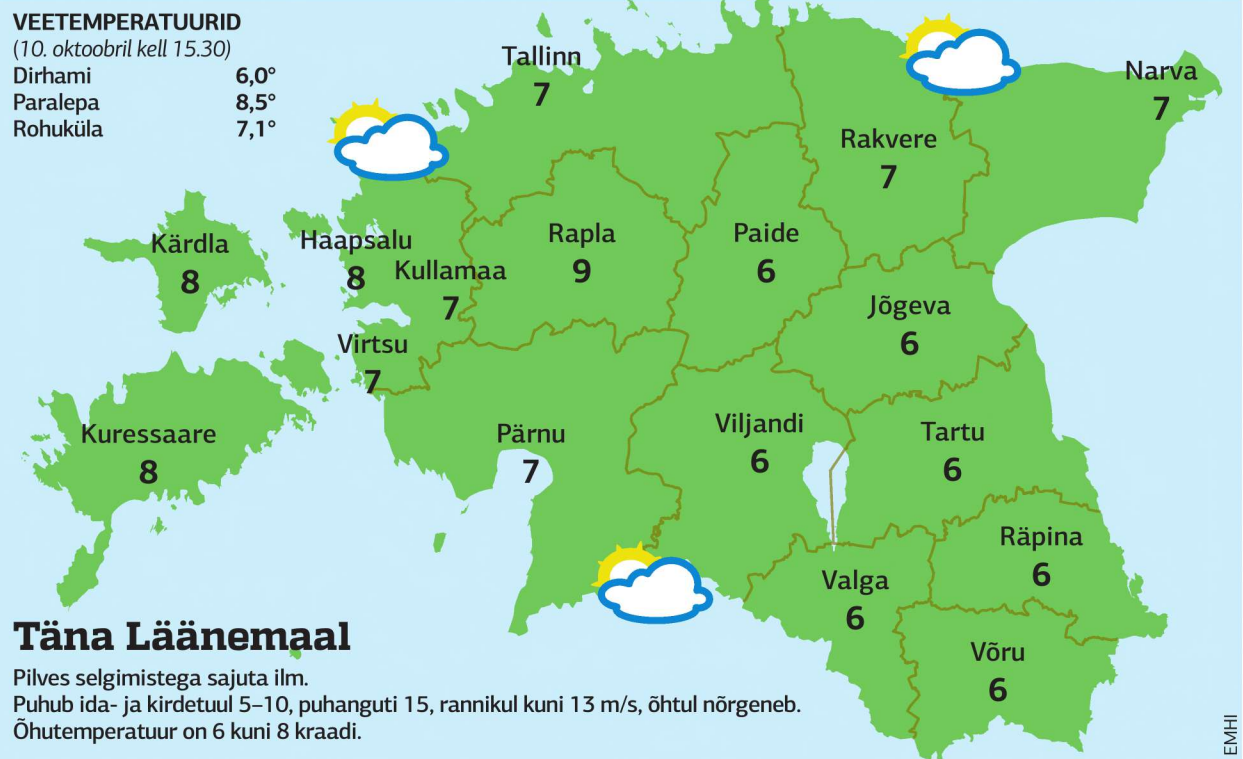 VEETEMPERATUURID
(10. oktoobril kell 15.30)
Dirhami 6,0°
Paralepa 8,5°
Rohuküla 7,1°
Tallinn
7
Narva
7
Rakvere
7
Kärdla
8
Haapsalu
8
Kullamaa
7
Rapla
9
Paide
6
Jõgeva
6
Virtsu
7
Kuressaare
8
Pärnu
7
Viljandi
6
Tartu
6
Räpina
6
Valga
6
Võru
6
Täna Läänemaal
Pilves selgimistega sajuta ilm.
Puhub ida- ja kirdetuul 5–10, puhanguti 15, rannikul kuni 13 m/s, õhtul nõrgeneb.
Õhutemperatuur on 6 kuni 8 kraadi.
EMHI